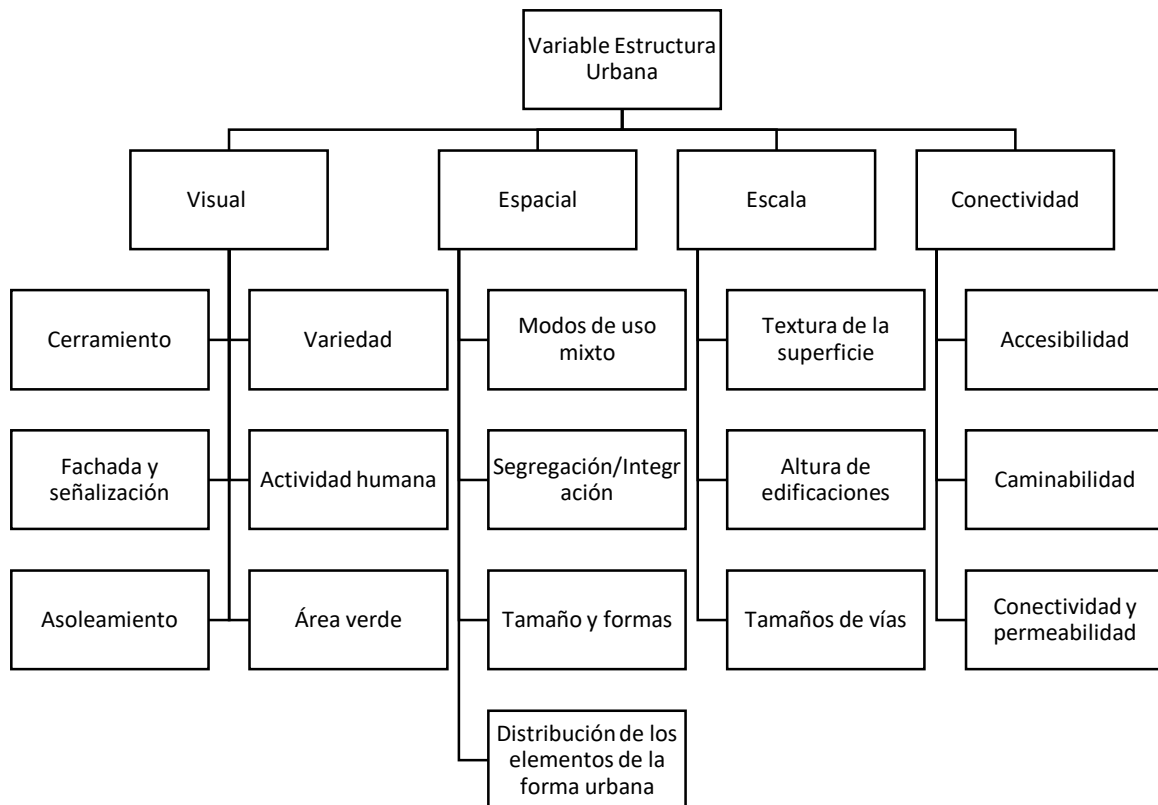 Variable Estructura
Urbana
Visual
Espacial
Escala
Conectividad
Cerramiento
Variedad
Modos de uso
mixto
Textura de la
superficie
Accesibilidad
Fachada y
señalización
Actividad humana
Segregación/Integr
ación
Altura de
edificaciones
Caminabilidad
Asoleamiento
Área verde
Tamaño y formas
Tamaños de vías
Conectividad y
permeabilidad
Distribución de los
elementos de la
forma urbana